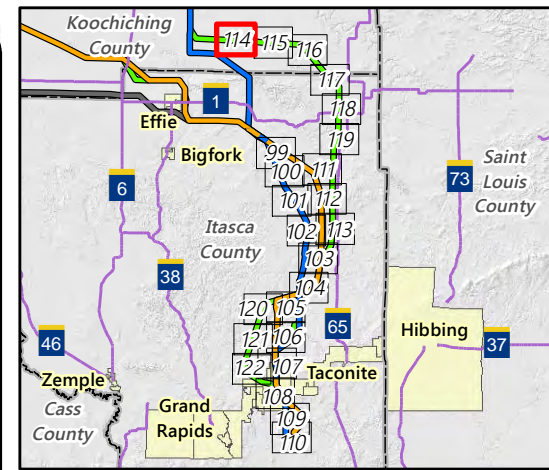 Koochiching
County
114
115
116
117
118
119
1
Effie
Bigfork
99
100
101
102
103
104
111
112
113
6
Itasca
County
38
73
Saint
Louis
County
120
121
122
105
106
107
108
109
110
65
Hibbing
37
46
Zemple
Cass
County
Taconite
Grand
Rapids